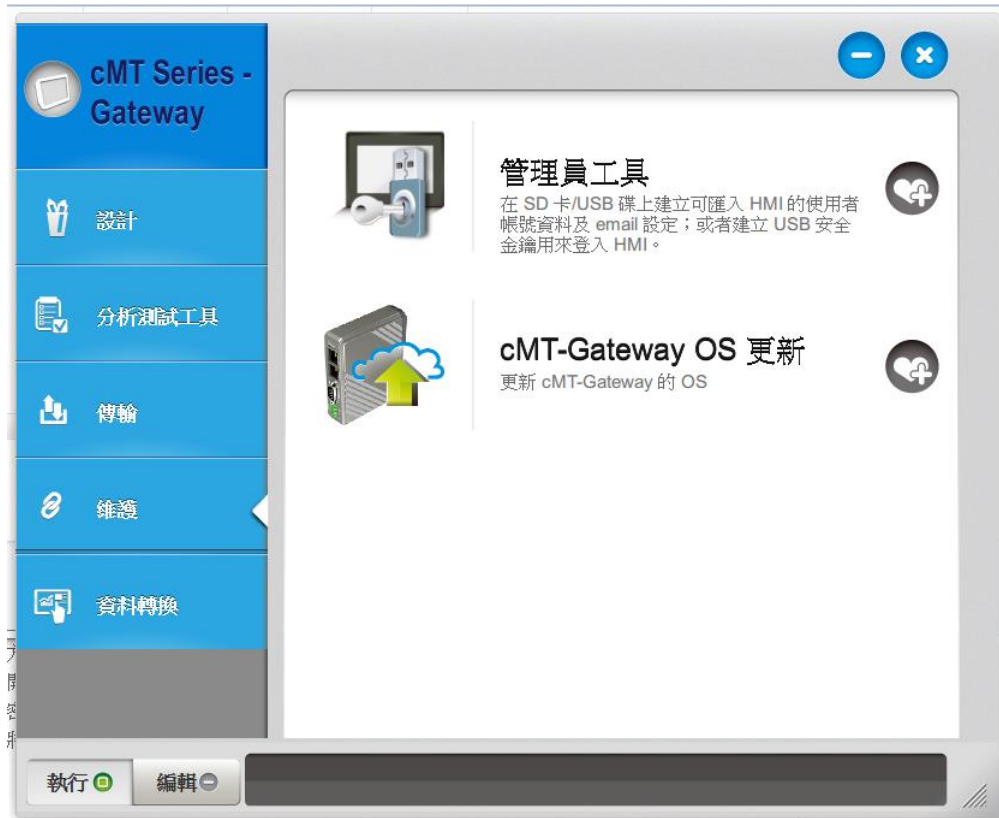 cMT Series -
Gateway
設計
分析測試工具
傳輸
維護
資料轉換
管理員工具
在 SD 卡/USB 碟上建立可匯入 HMI 的使用者
帳號資料及 email 設定；或者建立 USB 安全
金鑰用來登入 HMI。
cMT-Gateway OS 更新
更新 cMT-Gateway 的 OS
執行
編輯